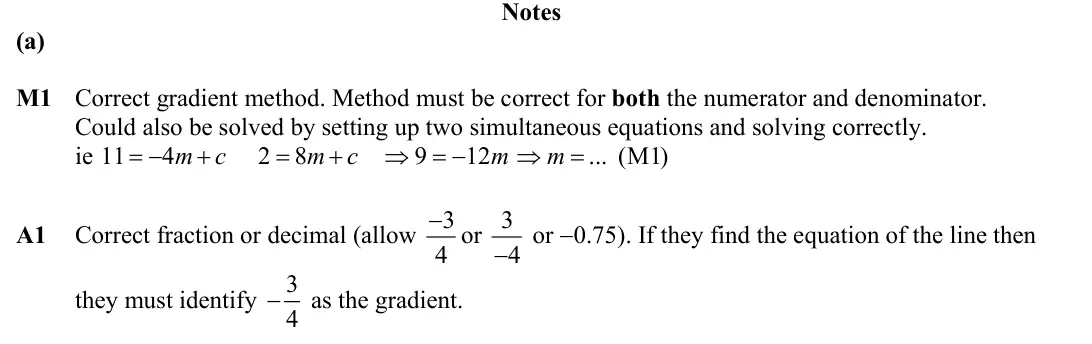 Notes
(a)
M1 Correct gradient method. Method must be correct for both the numerator and denominator.
Could also be solved by setting up two simultaneous equations and solving correctly.
ie 11 = −4m + c 2 = 8m + c ⇒ 9 = −12m ⇒ m = ... (M1)
A1 Correct fraction or decimal (allow −3/4 or 3/−4 or −0.75). If they find the equation of the line then
they must identify −3/4 as the gradient.